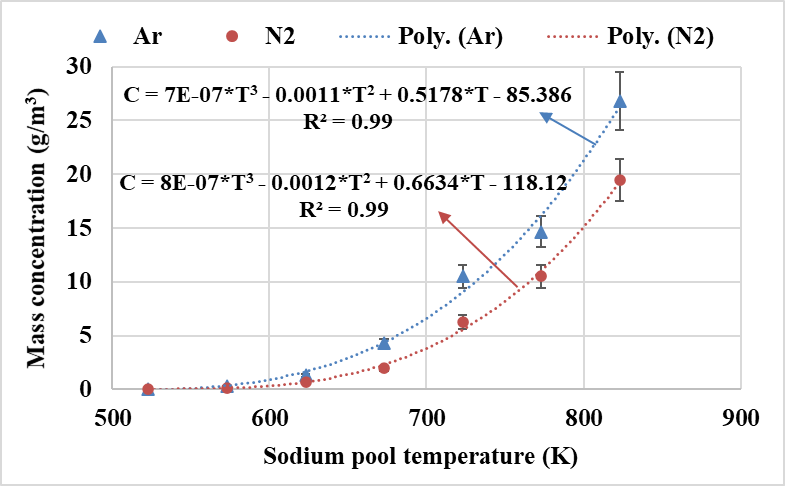 Ar N2 Poly. (Ar) Poly. (N2)
30
25
20
15
10
5
0
C = 7E-07*T³ - 0.0011*T² + 0.5178*T - 85.386
R² = 0.99
C = 8E-07*T³ - 0.0012*T² + 0.6634*T - 118.12
R² = 0.99
Mass concentration (g/m³)
500 600 700 800 900
Sodium pool temperature (K)